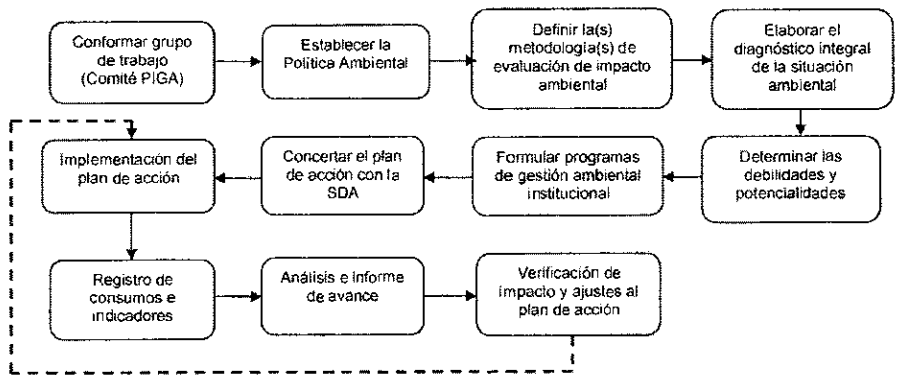 Conformar grupo
de trabajo
(Comité PIGA)
Establecer la
Política Ambiental
Definir la(s)
metodología(s) de
evaluación de impacto
ambiental
Elaborar el
diagnóstico integral
de la situación
ambiental
Determinar las
debilidades y
potencialidades
Formular programas
de gestión ambiental
institucional
Concertar el plan
de acción con la
SDA
Implementación del
plan de acción
Registro de
consumos e
indicadores
Análisis e informe
de avance
Verificación de
impacto y ajustes al
plan de acción